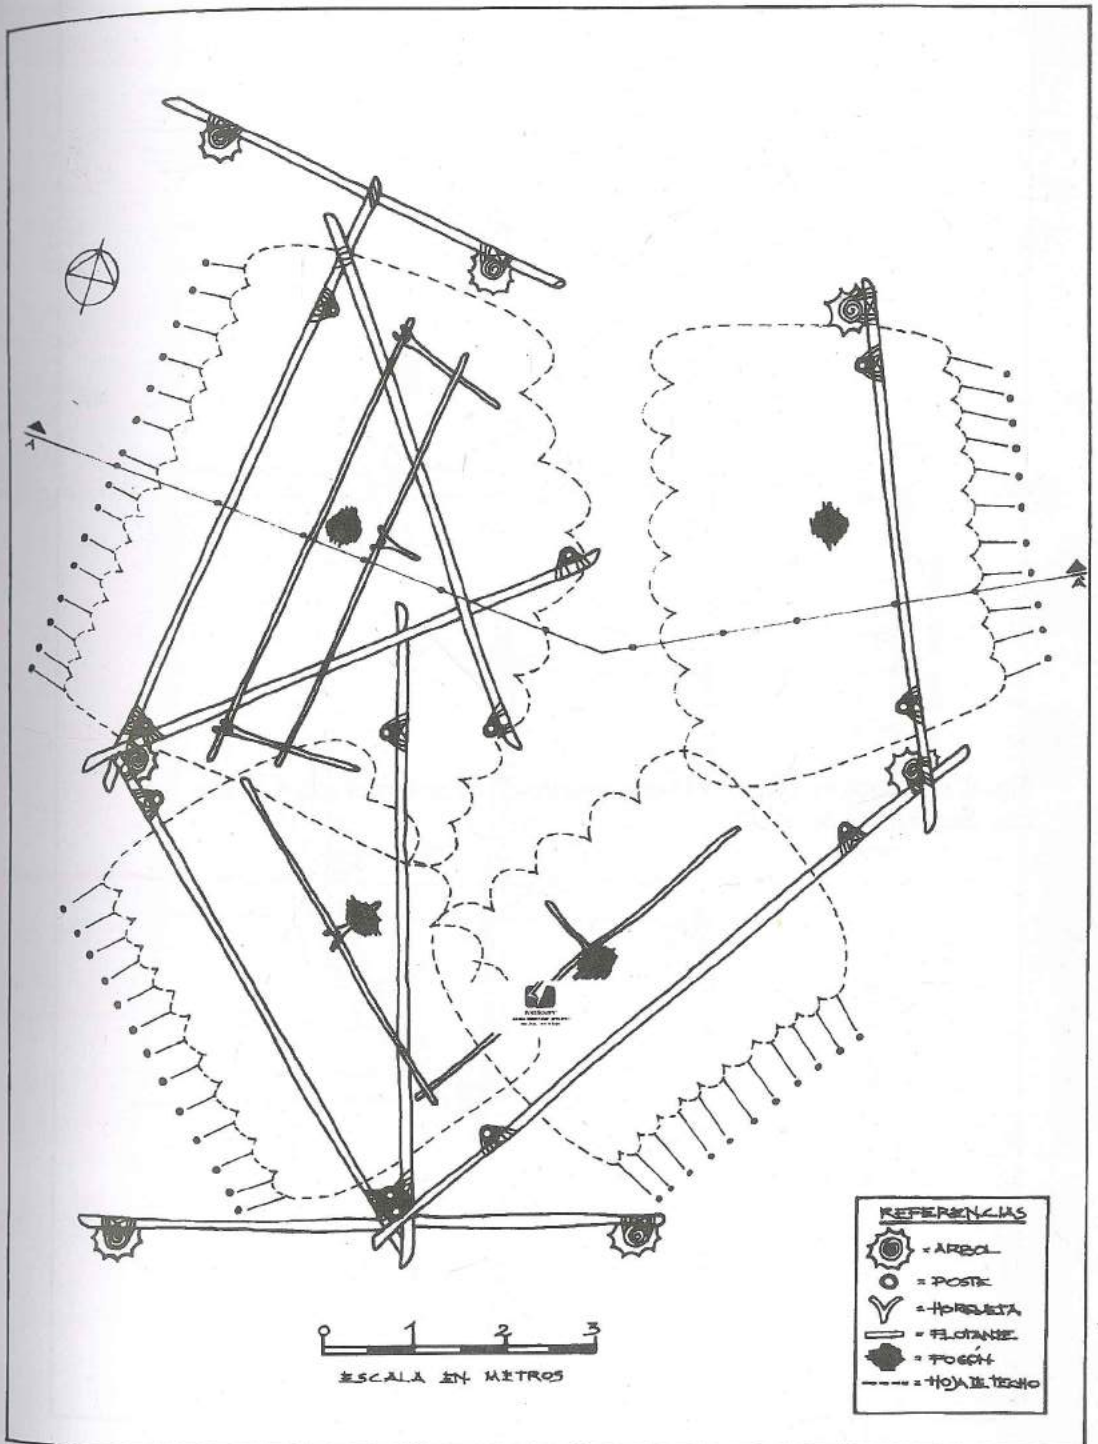 A
A
0 1 2 3
ESCALA EN METROS
REFERENCIAS
= ARBOL
= POSTE
= HORQUETA
= FLOTANTE
= FOGÓN
= HOJA DE TECHO